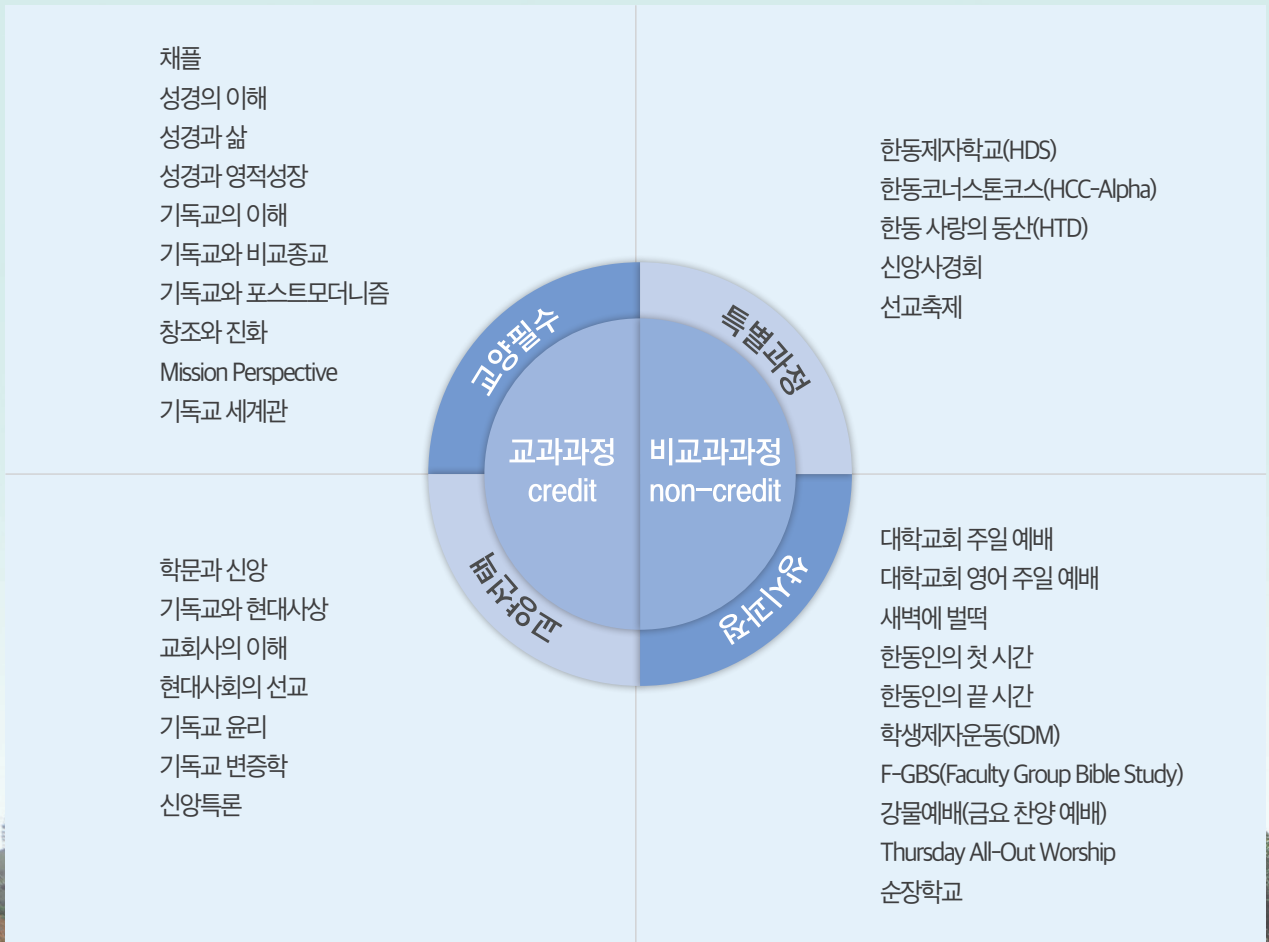 채플
성경의 이해
성경과 삶
성경과 영적성장
기독교의 이해
기독교와 비교종교
기독교와 포스트모더니즘
창조와 진화
Mission Perspective
기독교 세계관
한동제자학교(HDS)
한동코너스톤코스(HCC-Alpha)
한동 사랑의 동산(HTD)
신앙사경회
선교축제
교양필수
특별과정
교과과정
credit
비교과과정
non-credit
교양선택
상시과정
학문과 신앙
기독교와 현대사상
교회사의 이해
현대사회의 선교
기독교 윤리
기독교 변증학
신앙특론
대학교회 주일 예배
대학교회 영어 주일 예배
새벽에 벌떡
한동인의 첫 시간
한동인의 끝 시간
학생제자운동(SDM)
F-GBS(Faculty Group Bible Study)
강물예배(금요 찬양 예배)
Thursday All-Out Worship
순장학교